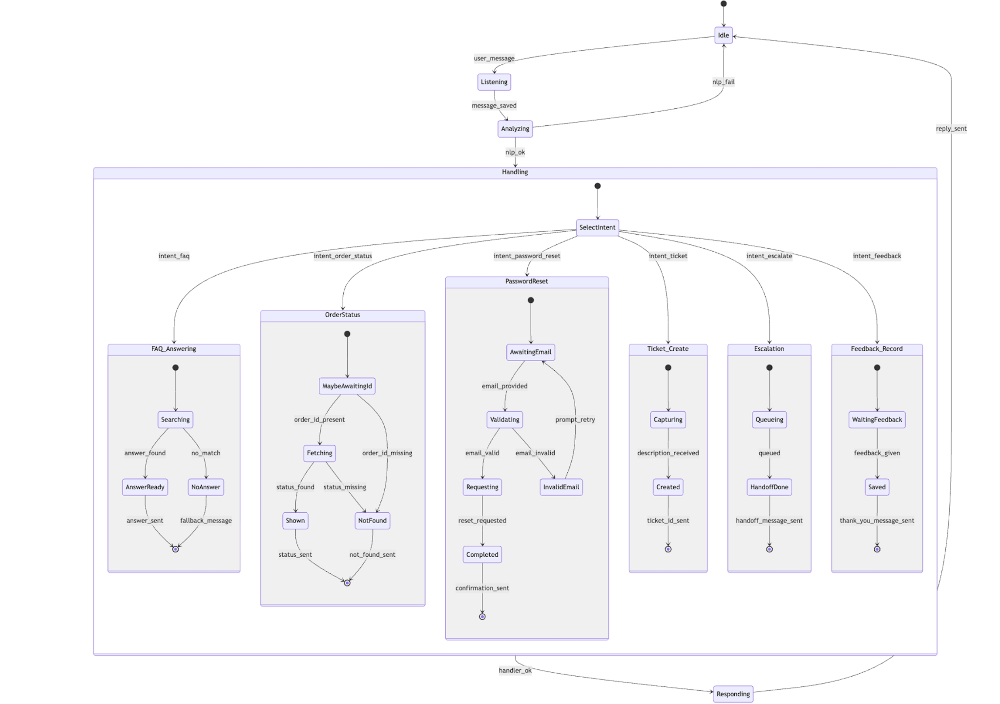 Idle
user_message
Listening
nlp_fail
message_saved
Analyzing
reply_sent
nlp_ok
Handling
SelectIntent
intent_faq
intent_order_status
intent_password_reset
intent_ticket
intent_escalate
intent_feedback
PasswordReset
OrderStatus
FAQ_Answering
AwaitingEmail
Ticket_Create
Escalation
Feedback_Record
MaybeAwaitingId
email_provided
Searching
order_id_present
Validating
prompt_retry
Capturing
Queueing
WaitingFeedback
answer_found
no_match
Fetching
order_id_missing
email_valid
email_invalid
description_received
queued
feedback_given
AnswerReady
NoAnswer
status_found
status_missing
Requesting
InvalidEmail
Created
HandoffDone
Saved
answer_sent
fallback_message
Shown
NotFound
reset_requested
ticket_id_sent
handoff_message_sent
thank_you_message_sent
status_sent
not_found_sent
Completed
confirmation_sent
handler_ok
Responding